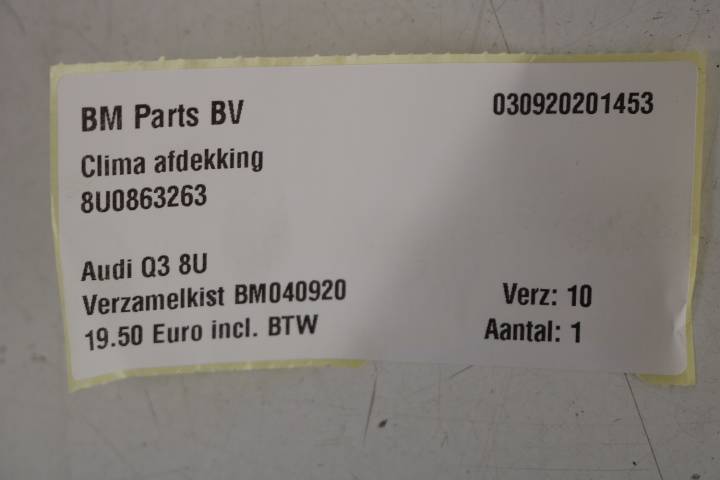 BM Parts BV 030920201453
Clima afdekking
8U0863263
Audi Q3 8U
Verzamelkist BM040920 Verz: 10
19.50 Euro incl. BTW Aantal: 1